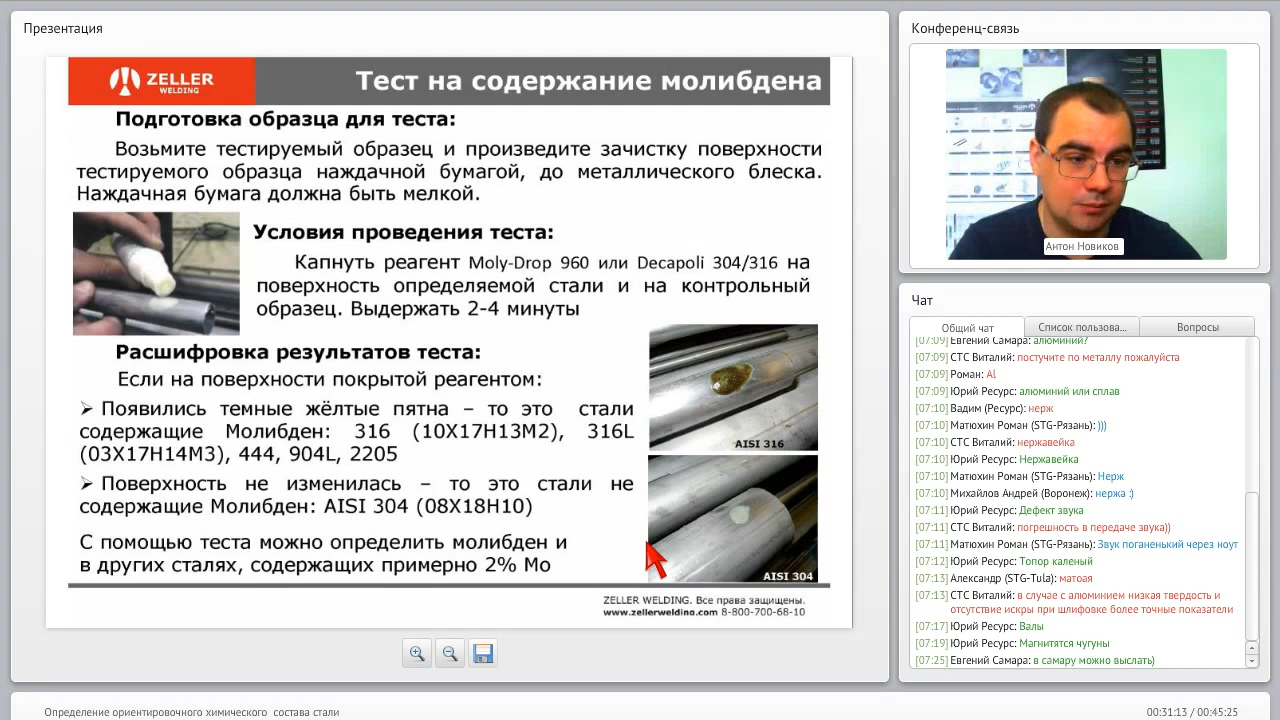 Презентация
ZELLER
WELDING
Тест на содержание молибдена
Подготовка образца для теста:
Возьмите тестируемый образец и произведите зачистку поверхности
тестируемого образца наждачной бумагой, до металлического блеска.
Наждачная бумага должна быть мелкой.
Условия проведения теста:
Капнуть реагент Moly-Drop 960 или Decapoli 304/316 на
поверхность определяемой стали и на контрольный
образец. Выдержать 2-4 минуты
Расшифровка результатов теста:
Если на поверхности покрытой реагентом:
➢ Появились темные жёлтые пятна – то это стали
содержащие Молибден: 316 (10Х17Н13М2), 316L
(03Х17Н14М3), 444, 904L, 2205
➢ Поверхность не изменилась – то это стали не
содержащие Молибден: AISI 304 (08Х18Н10)
С помощью теста можно определить молибден и
в других сталях, содержащих примерно 2% Мо
AISI 316
AISI 304
ZELLER WELDING. Все права защищены.
www.zellerwelding.com 8-800-700-68-10
Определение ориентировочного химического состава стали
Конференц-связь
Антон Новиков
Чат
Общий чат
Список пользова...
Вопросы
[07:09] Евгений Самара: алюминий?
[07:09] СТС Виталий: постучите по металлу пожалуйста
[07:09] Роман: Al
[07:09] Юрий Ресурс: алюминий или сплав
[07:10] Вадим (Ресурс): нерж
[07:10] Матюхин Роман (STG-Рязань): )))
[07:10] СТС Виталий: нержавейка
[07:10] Юрий Ресурс: Нержавейка
[07:10] Матюхин Роман (STG-Рязань): Нерж
[07:10] Михайлов Андрей (Воронеж): нержа :)
[07:11] Юрий Ресурс: Дефект звука
[07:11] СТС Виталий: погрешность в передаче звука))
[07:11] Матюхин Роман (STG-Рязань): Звук поганенький через ноут
[07:12] Юрий Ресурс: Топор каленый
[07:13] Александр (STG-Tula): матоая
[07:13] СТС Виталий: в случае с алюминием низкая твердость и
отсутствие искры при шлифовке более точные показатели
[07:17] Юрий Ресурс: Валы
[07:19] Юрий Ресурс: Магнитятся чугуны
[07:25] Евгений Самара: в самару можно выслать)
00:31:13 / 00:45:25